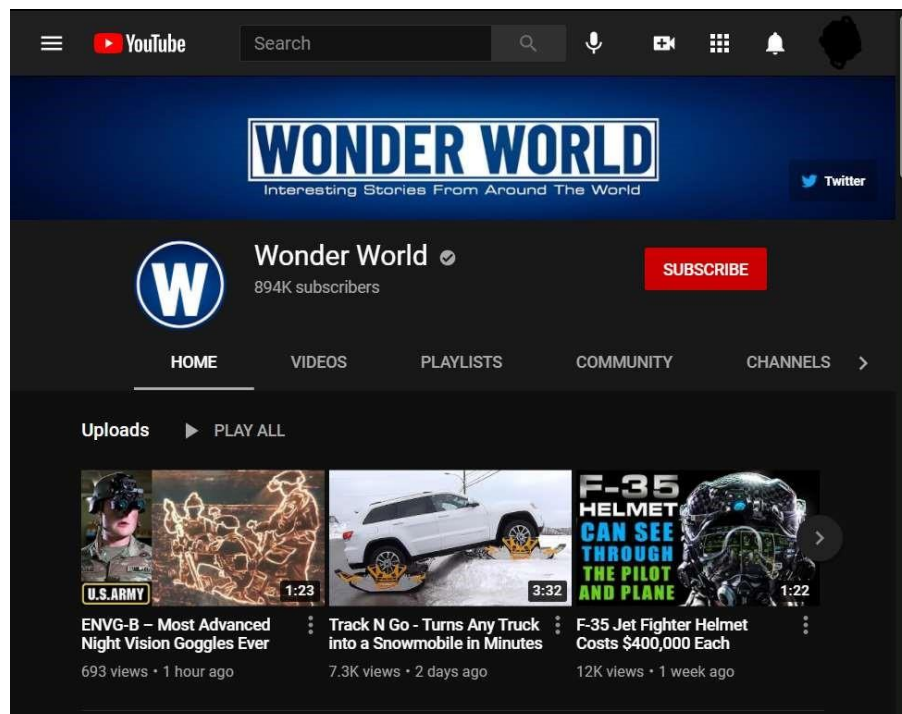 YouTube
Search
WONDER WORLD
Interesting Stories From Around The World
Twitter
W
Wonder World
894K subscribers
SUBSCRIBE
HOME VIDEOS PLAYLISTS COMMUNITY CHANNELS
Uploads PLAY ALL
U.S.ARMY
1:23
3:32
F-35
HELMET
CAN SEE
THROUGH
THE PILOT
AND PLANE
1:22
ENVG-B – Most Advanced
Night Vision Goggles Ever
693 views • 1 hour ago
Track N Go - Turns Any Truck
into a Snowmobile in Minutes
7.3K views • 2 days ago
F-35 Jet Fighter Helmet
Costs $400,000 Each
12K views • 1 week ago